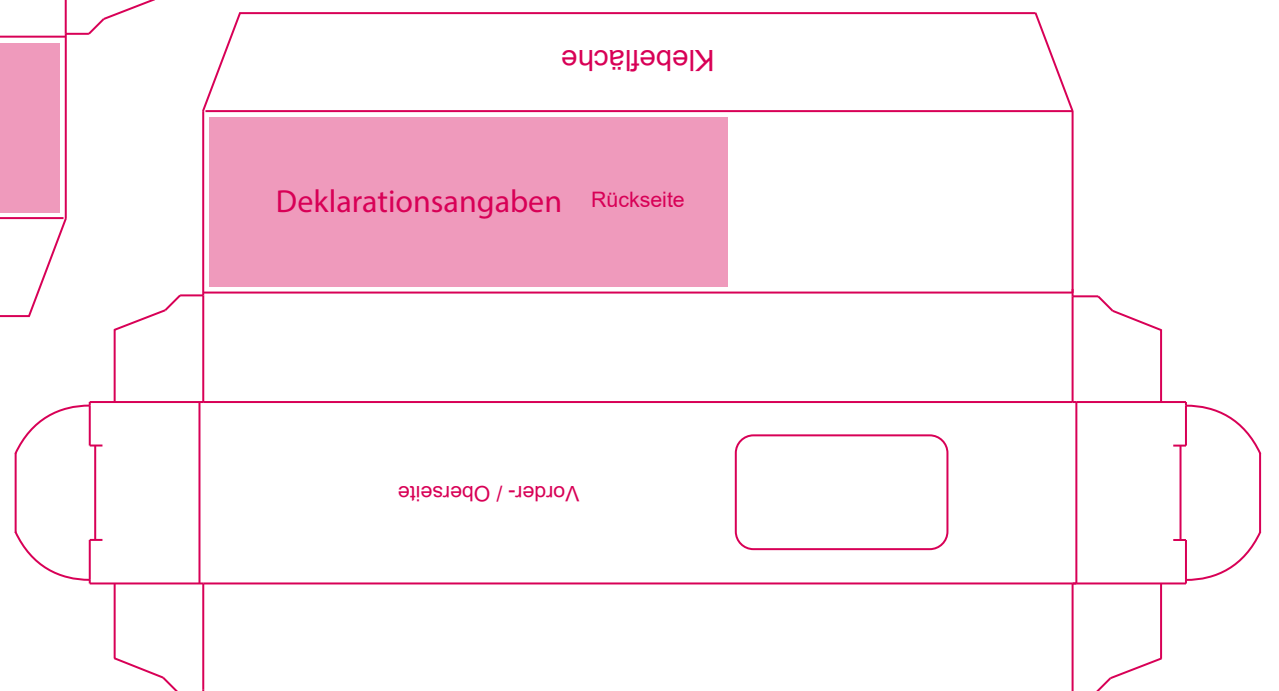 Klebefläche
Deklarationsangaben Rückseite
Vorder- / Oberseite